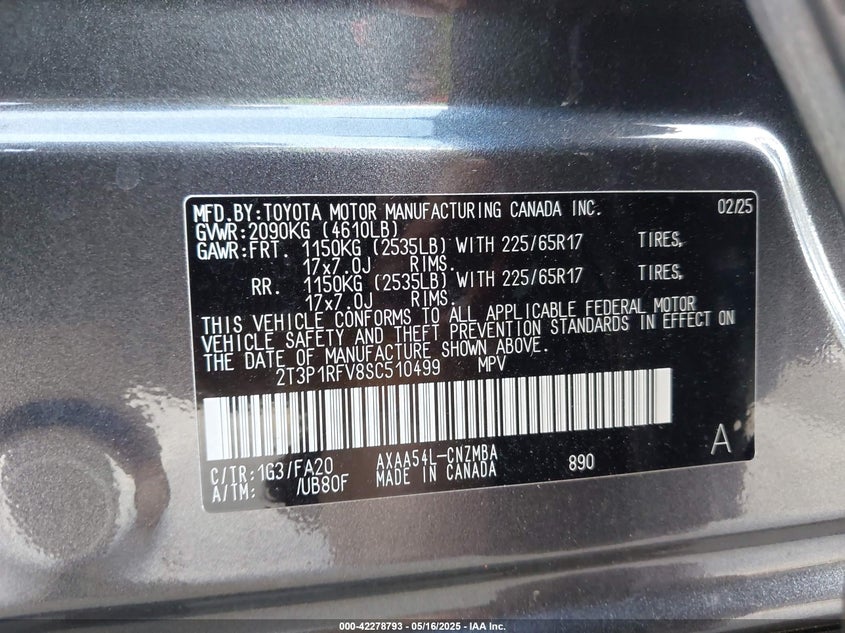 MFD.BY:TOYOTA MOTOR MANUFACTURING CANADA INC. 02/25
GVWR:2090KG (4610LB)
GAWR:FRT. 1150KG (2535LB) WITH 225/65R17 TIRES,
17x7.0J RIMS.
RR. 1150KG (2535LB) WITH 225/65R17 TIRES,
17x7.0J RIMS.
THIS VEHICLE CONFORMS TO ALL APPLICABLE FEDERAL MOTOR
VEHICLE SAFETY AND THEFT PREVENTION STANDARDS IN EFFECT ON
THE DATE OF MANUFACTURE SHOWN ABOVE.
2T3P1RFV8SC510499 MPV
C/TR:1G3/FA20 AXAA54L-CNZMBA 890 A
A/TM: /UB80F MADE IN CANADA
000-42278793 - 05/16/2025 - IAA Inc.